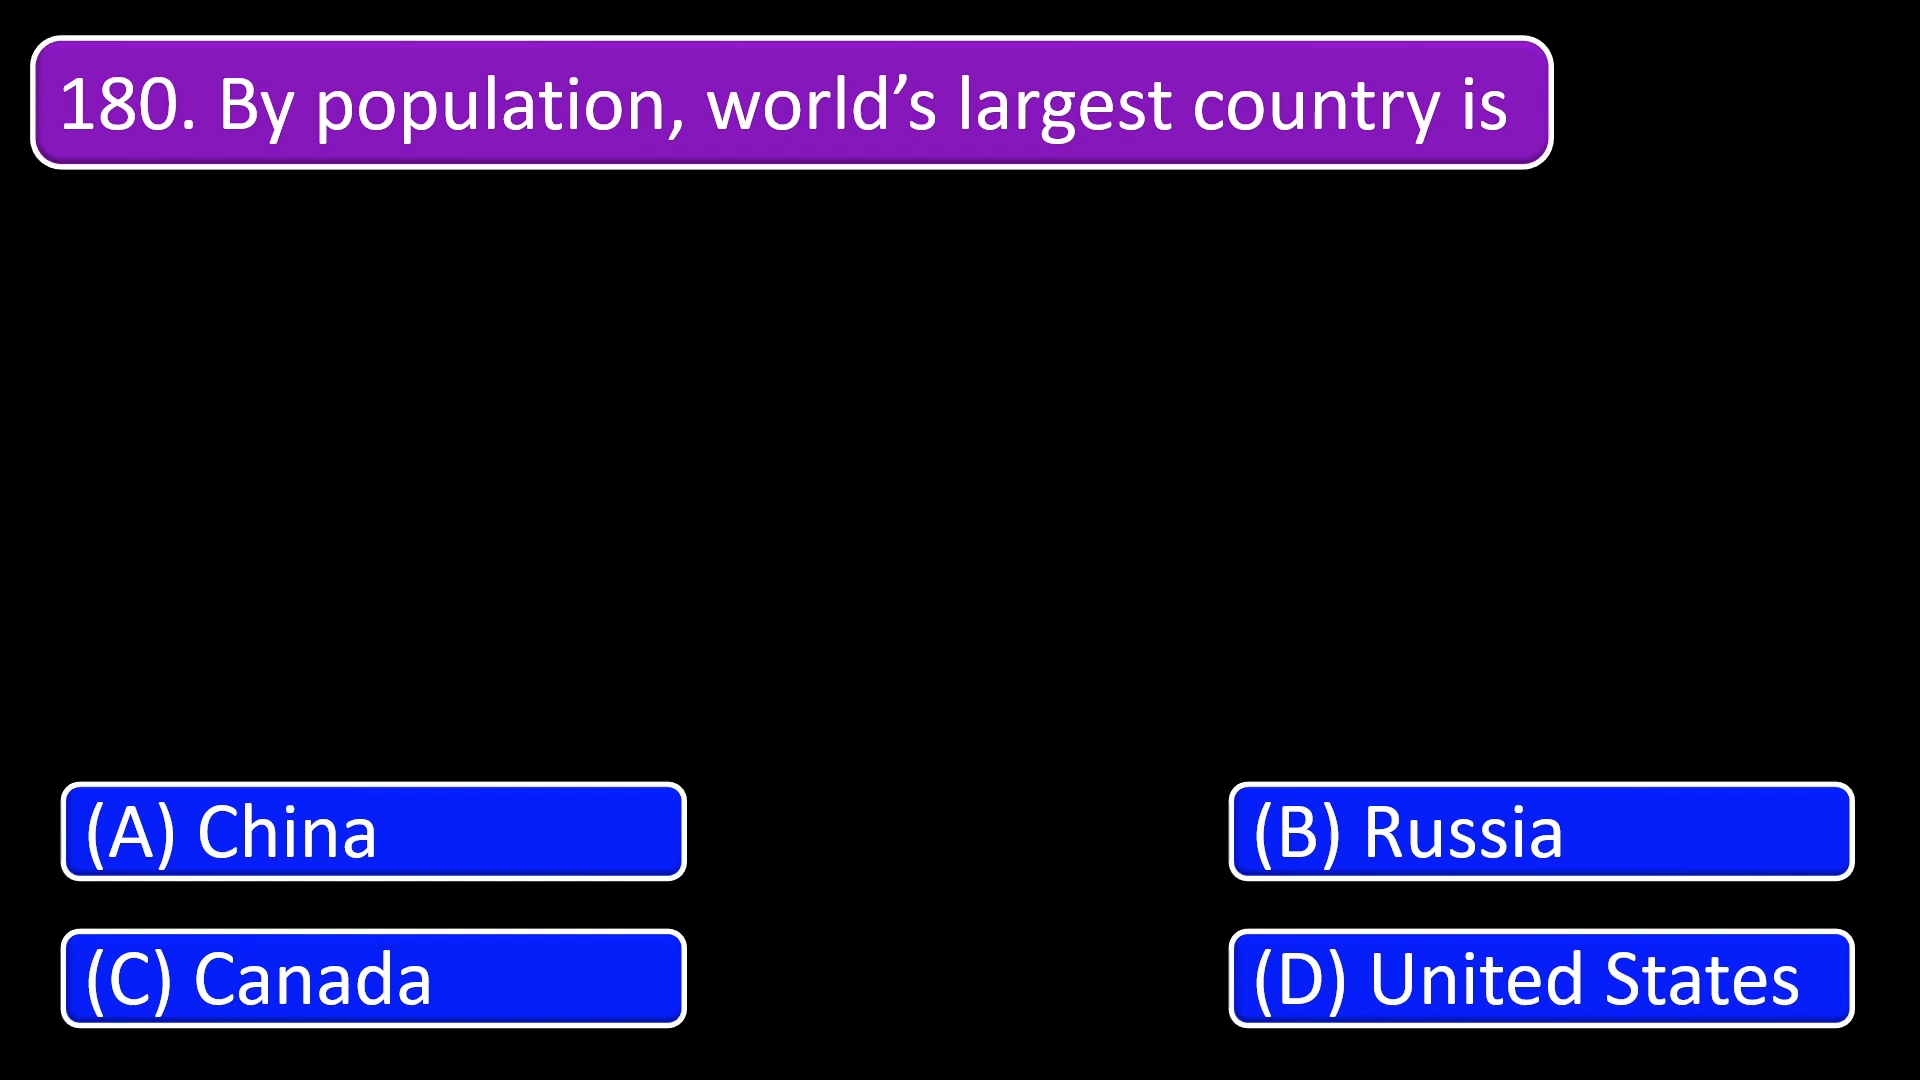 180. By population, world’s largest country is
(A) China
(B) Russia
(C) Canada
(D) United States